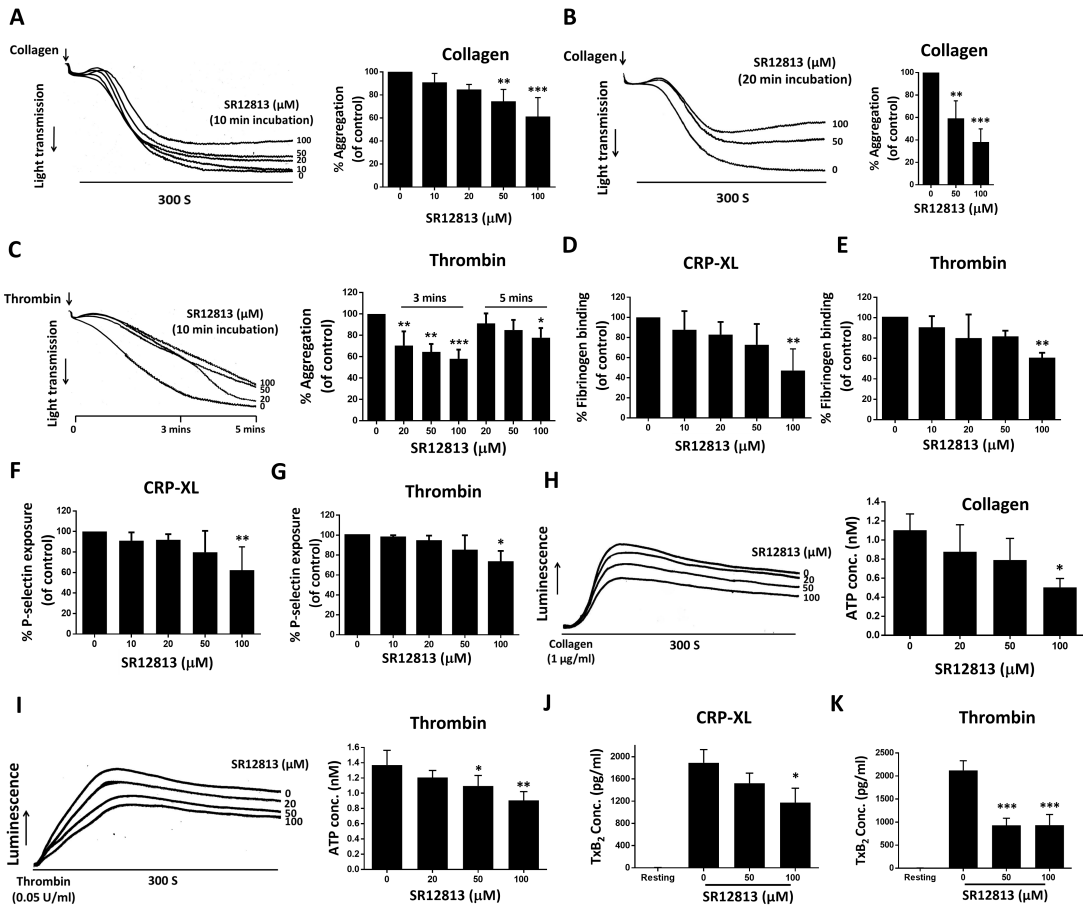 A
Collagen
Light transmission
SR12813 (µM)
(10 min incubation)
100
50
20
10
0
300 S
Collagen
% Aggregation
(of control)
100
80
60
40
20
0
**
***
0 10 20 50 100
SR12813 (µM)
B
Collagen
Light transmission
SR12813 (µM)
(20 min incubation)
100
50
0
300 S
Collagen
% Aggregation
(of control)
100
80
60
40
20
0
**
***
0 50 100
SR12813 (µM)
C
Thrombin
Light transmission
SR12813 (µM)
(10 min incubation)
100
50
20
0
0 3 mins 5 mins
Thrombin
% Aggregation
(of control)
120
100
80
60
40
20
0
3 mins 5 mins
** ** *** *
0 20 50 100 20 50 100
SR12813 (µM)
D
CRP-XL
% Fibrinogen binding
(of control)
120
100
80
60
40
20
0
**
0 10 20 50 100
SR12813 (µM)
E
Thrombin
% Fibrinogen binding
(of control)
120
100
80
60
40
20
0
**
0 10 20 50 100
SR12813 (µM)
F
CRP-XL
% P-selectin exposure
(of control)
120
100
80
60
40
20
0
**
0 10 20 50 100
SR12813 (µM)
G
Thrombin
% P-selectin exposure
(of control)
120
100
80
60
40
20
0
*
0 10 20 50 100
SR12813 (µM)
H
Luminescence
SR12813 (µM)
0
20
50
100
Collagen
(1 µg/ml)
300 S
Collagen
ATP conc. (nM)
1.4
1.2
1.0
0.8
0.6
0.4
0.2
0.0
*
0 20 50 100
SR12813 (µM)
I
Luminescence
SR12813 (µM)
0
20
50
100
Thrombin
(0.05 U/ml)
300 S
Thrombin
ATP conc. (nM)
1.6
1.4
1.2
1.0
0.8
0.6
0.4
0.2
0.0
*
**
0 20 50 100
SR12813 (µM)
J
CRP-XL
TxB2 Conc. (pg/ml)
2000
1600
1200
800
400
0
*
Resting 0 50 100
SR12813 (µM)
K
Thrombin
TxB2 Conc. (pg/ml)
2500
2000
1500
1000
500
0
*** ***
Resting 0 50 100
SR12813 (µM)